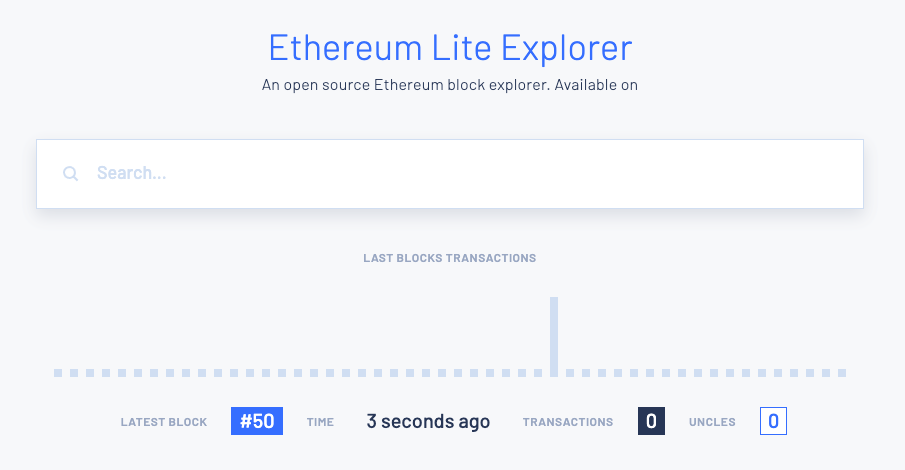 Ethereum Lite Explorer
An open source Ethereum block explorer. Available on
Search...
LAST BLOCKS TRANSACTIONS
LATEST BLOCK #50 TIME 3 seconds ago TRANSACTIONS 0 UNCLES 0